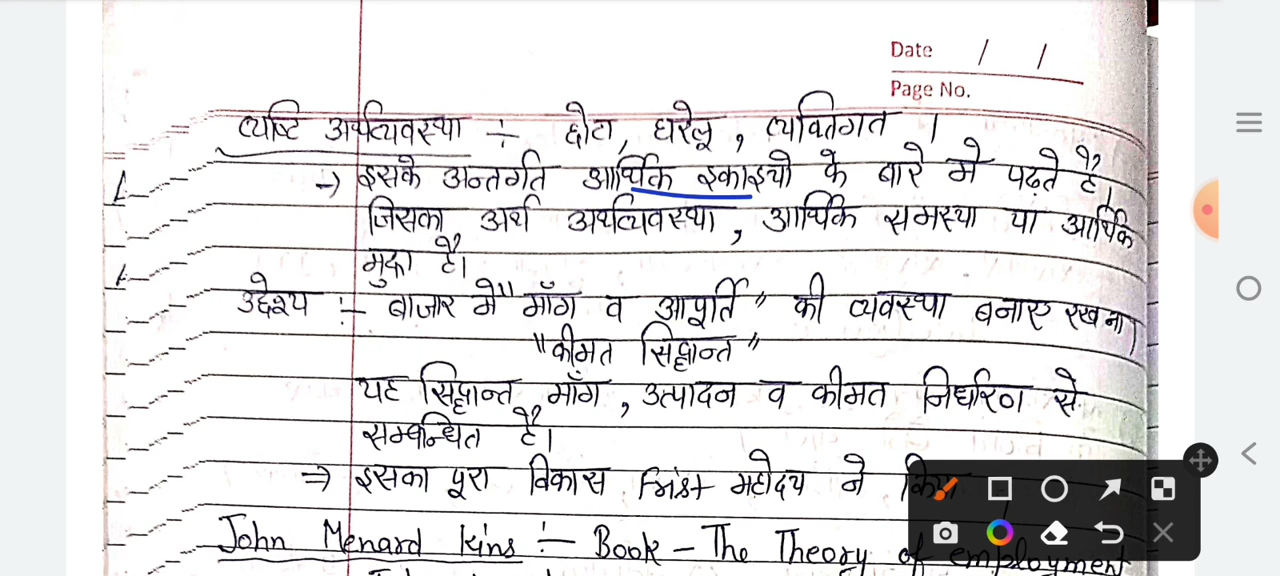 Date / /
Page No.
व्यष्टि अर्थव्यवस्था ÷ छोटा, घरेलू, व्यक्तिगत ।
→ इसके अन्तर्गत आर्थिक इकाइयो के बारे मे पढ़ते है,
जिसका अर्थ अर्थव्यवस्था, आर्थिक समस्या या आर्थिक
मुद्रा है।
उद्देश्य ÷ बाजार मे "माँग व आपूर्ति" की व्यवस्था बनाए रखना।
"कीमत सिद्धान्त"
यह सिद्धान्त माँग, उत्पादन व कीमत निर्धारण से
सम्बन्धित है।
⇒ इसका पूरा विकास Frist महोदय ने
John Menard Kins ÷ Book – The Theory of employment